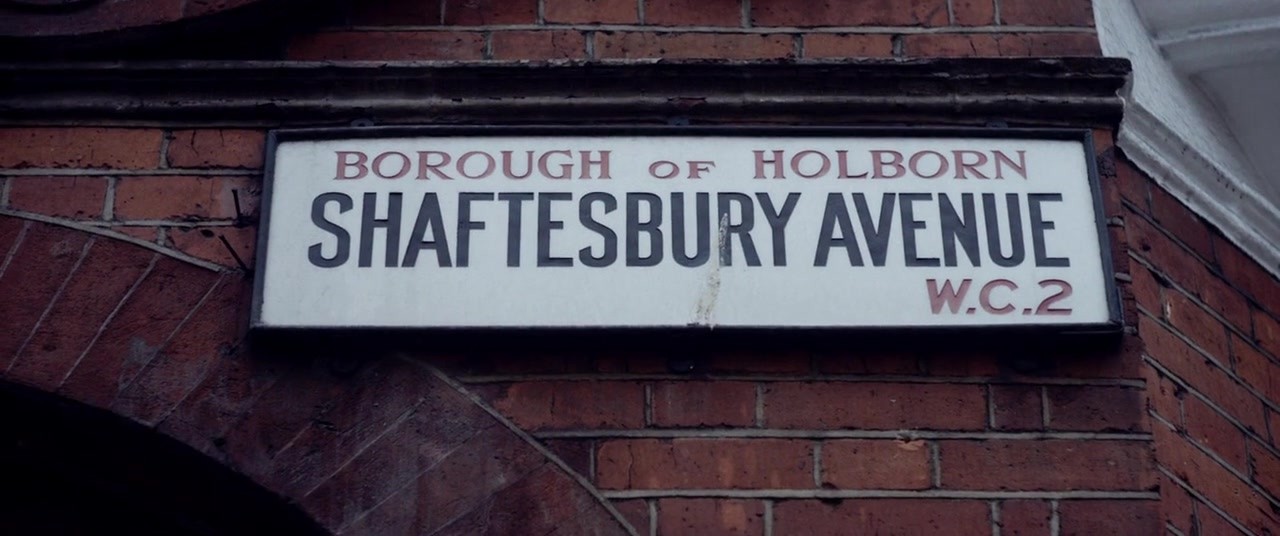 BOROUGH OF HOLBORN
SHAFTESBURY AVENUE
W.C.2